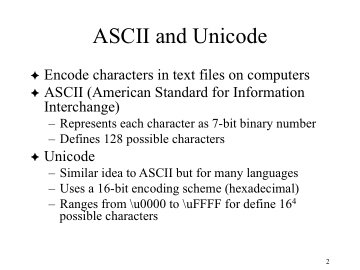 ASCII and Unicode
✦ Encode characters in text files on computers
✦ ASCII (American Standard for Information
Interchange)
– Represents each character as 7-bit binary number
– Defines 128 possible characters
✦ Unicode
– Similar idea to ASCII but for many languages
– Uses a 16-bit encoding scheme (hexadecimal)
– Ranges from \u0000 to \uFFFF for define 16⁴
possible characters
2